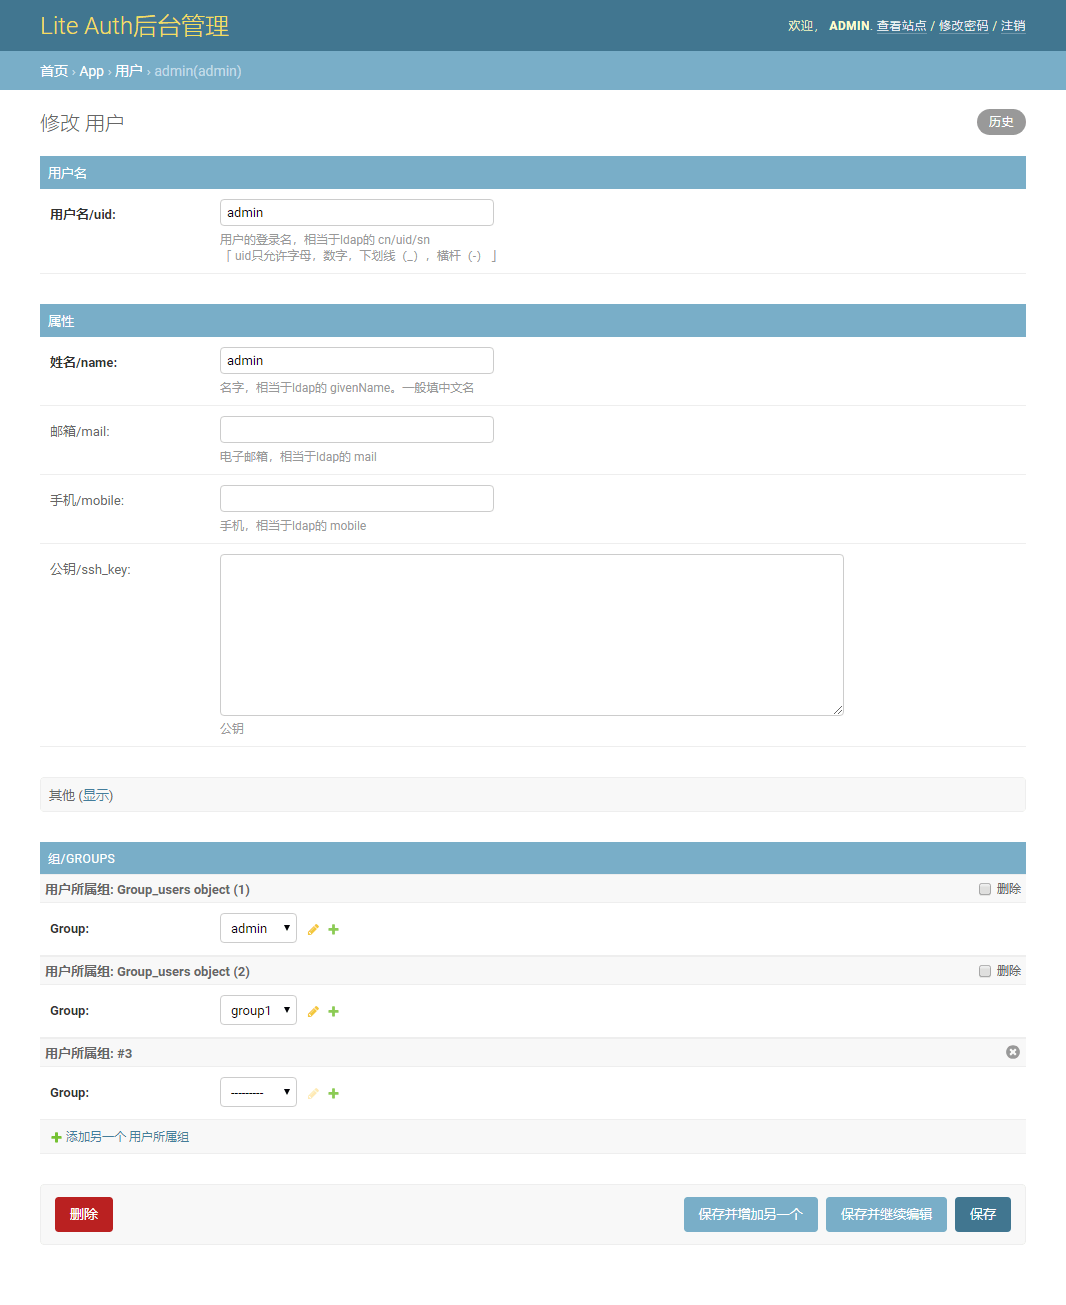 Lite Auth后台管理
欢迎， ADMIN. 查看站点 / 修改密码 / 注销
首页 › App › 用户 › admin(admin)
修改 用户
历史
用户名
用户名/uid:
admin
用户的登录名，相当于ldap的 cn/uid/sn
「 uid只允许字母，数字，下划线（_），横杆（-） 」
属性
姓名/name:
admin
名字，相当于ldap的 givenName。一般填中文名
邮箱/mail:
电子邮箱，相当于ldap的 mail
手机/mobile:
手机，相当于ldap的 mobile
公钥/ssh_key:
公钥
其他 (显示)
组/GROUPS
用户所属组: Group_users object (1)
删除
Group:
admin
用户所属组: Group_users object (2)
删除
Group:
group1
用户所属组: #3
Group:
---------
添加另一个 用户所属组
删除
保存并增加另一个
保存并继续编辑
保存